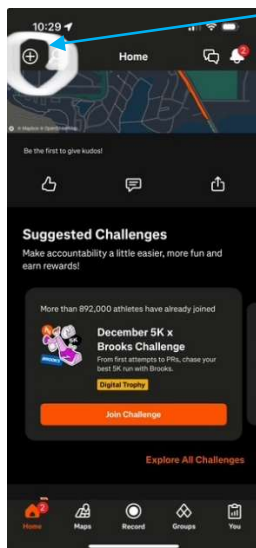 10:29
Home
2
© Mapbox © OpenStreetMap
Be the first to give kudos!
Suggested Challenges
Make accountability a little easier, more fun and
earn rewards!
More than 892,000 athletes have already joined
5K
BROOKS
December 5K x
Brooks Challenge
From first attempts to PRs, chase your
best 5K run with Brooks.
Digital Trophy
Join Challenge
Explore All Challenges
2
Home Maps Record Groups You